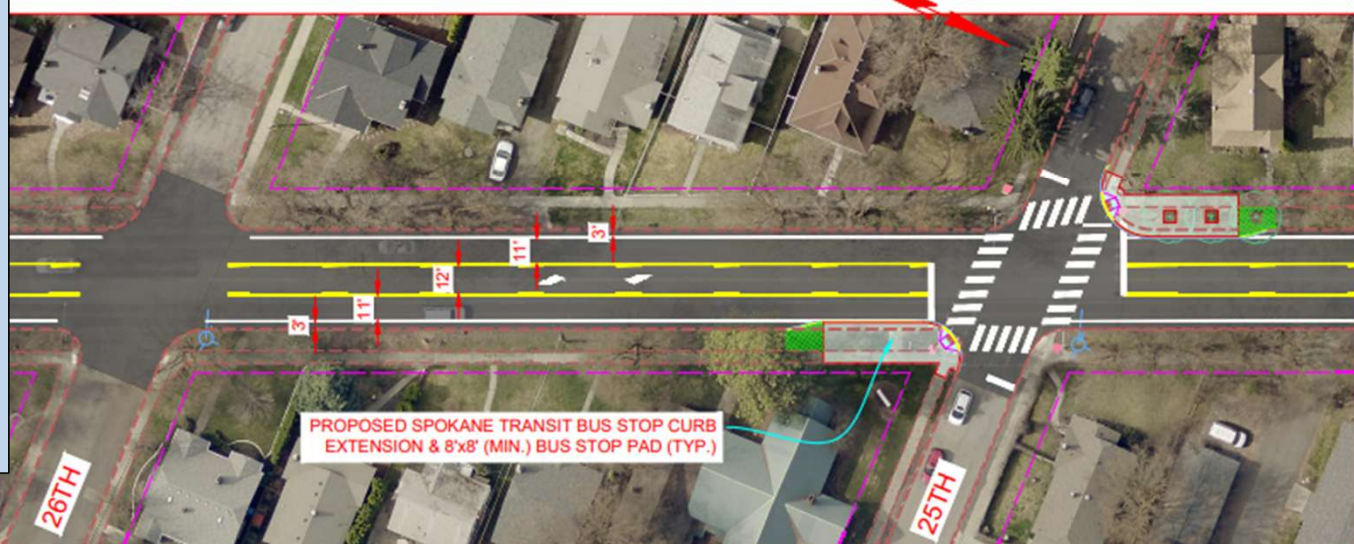 3'
11'
12'
11'
3'
PROPOSED SPOKANE TRANSIT BUS STOP CURB
EXTENSION & 8'x8' (MIN.) BUS STOP PAD (TYP.)
26TH
25TH